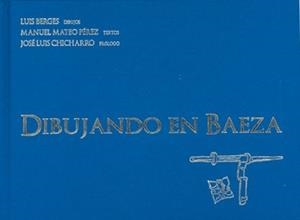 LUIS BERGES DIBUJOS
MANUEL MATEO PÉREZ TEXTOS
JOSÉ LUIS CHICHARRO PRÓLOGO
DIBUJANDO EN BAEZA